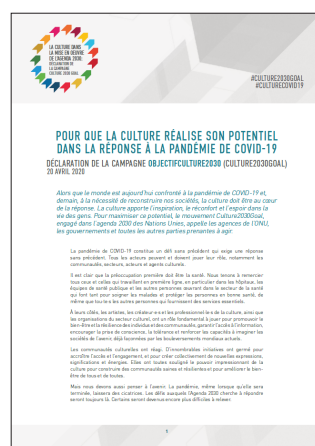 LA CULTURE DANS
LA MISE EN OEUVRE
DE L'AGENDA 2030:
DÉCLARATION DE
LA CAMPAGNE
CULTURE 2030 GOAL
#CULTURE2030GOAL
#CULTURECOVID19
POUR QUE LA CULTURE RÉALISE SON POTENTIEL
DANS LA RÉPONSE À LA PANDÉMIE DE COVID-19
DÉCLARATION DE LA CAMPAGNE OBJECTIFCULTURE2030 (CULTURE2030GOAL)
20 AVRIL 2020
Alors que le monde est aujourd'hui confronté à la pandémie de COVID-19 et,
demain, à la nécessité de reconstruire nos sociétés, la culture doit être au cœur
de la réponse. La culture apporte l'inspiration, le réconfort et l'espoir dans la
vie des gens. Pour maximiser ce potentiel, le mouvement Culture2030Goal,
engagé dans l'agenda 2030 des Nations Unies, appelle les agences de l'ONU,
les gouvernements et toutes les autres parties prenantes à agir.
La pandémie de COVID-19 constitue un défi sans précédent qui exige une réponse
sans précédent. Tous les acteurs peuvent et doivent jouer leur rôle, notamment les
communautés, secteurs, acteurs et agents culturels.
Il est clair que la préoccupation première doit être la santé. Nous tenons à remercier
tous ceux et celles qui travaillent en première ligne, en particulier dans les hôpitaux, les
équipes de santé publique et les autres personnes œuvrant dans le secteur de la santé
qui font tant pour soigner les malades et protéger les personnes en bonne santé, de
même que tou·te·s les autres personnes qui fournissent des services essentiels.
À leurs côtés, les artistes, les créateur·e·s et les professionnel·le·s de la culture, ainsi que
les organisations du secteur culturel, ont un rôle fondamental à jouer pour promouvoir le
bien-être et la résilience des individus et des communautés, garantir l'accès à l'information,
encourager la prise de conscience, la tolérance et renforcer les capacités à imaginer les
sociétés de l'avenir, déjà façonnées par les bouleversements mondiaux actuels.
Les communautés culturelles ont réagi. D'innombrables initiatives ont germé pour
accroître l'accès et l'engagement, et pour créer collectivement de nouvelles expressions,
significations et énergies. Elles ont toutes souligné le pouvoir impressionnant de la
culture pour construire des communautés saines et résilientes et pour améliorer le bien-
être de tous et de toutes.
Mais nous devons aussi penser à l'avenir. La pandémie, même lorsque qu'elle sera
terminée, laissera des cicatrices. Les défis auxquels l'Agenda 2030 cherche à répondre
seront toujours là. Certains seront devenus encore plus difficiles à relever.
1